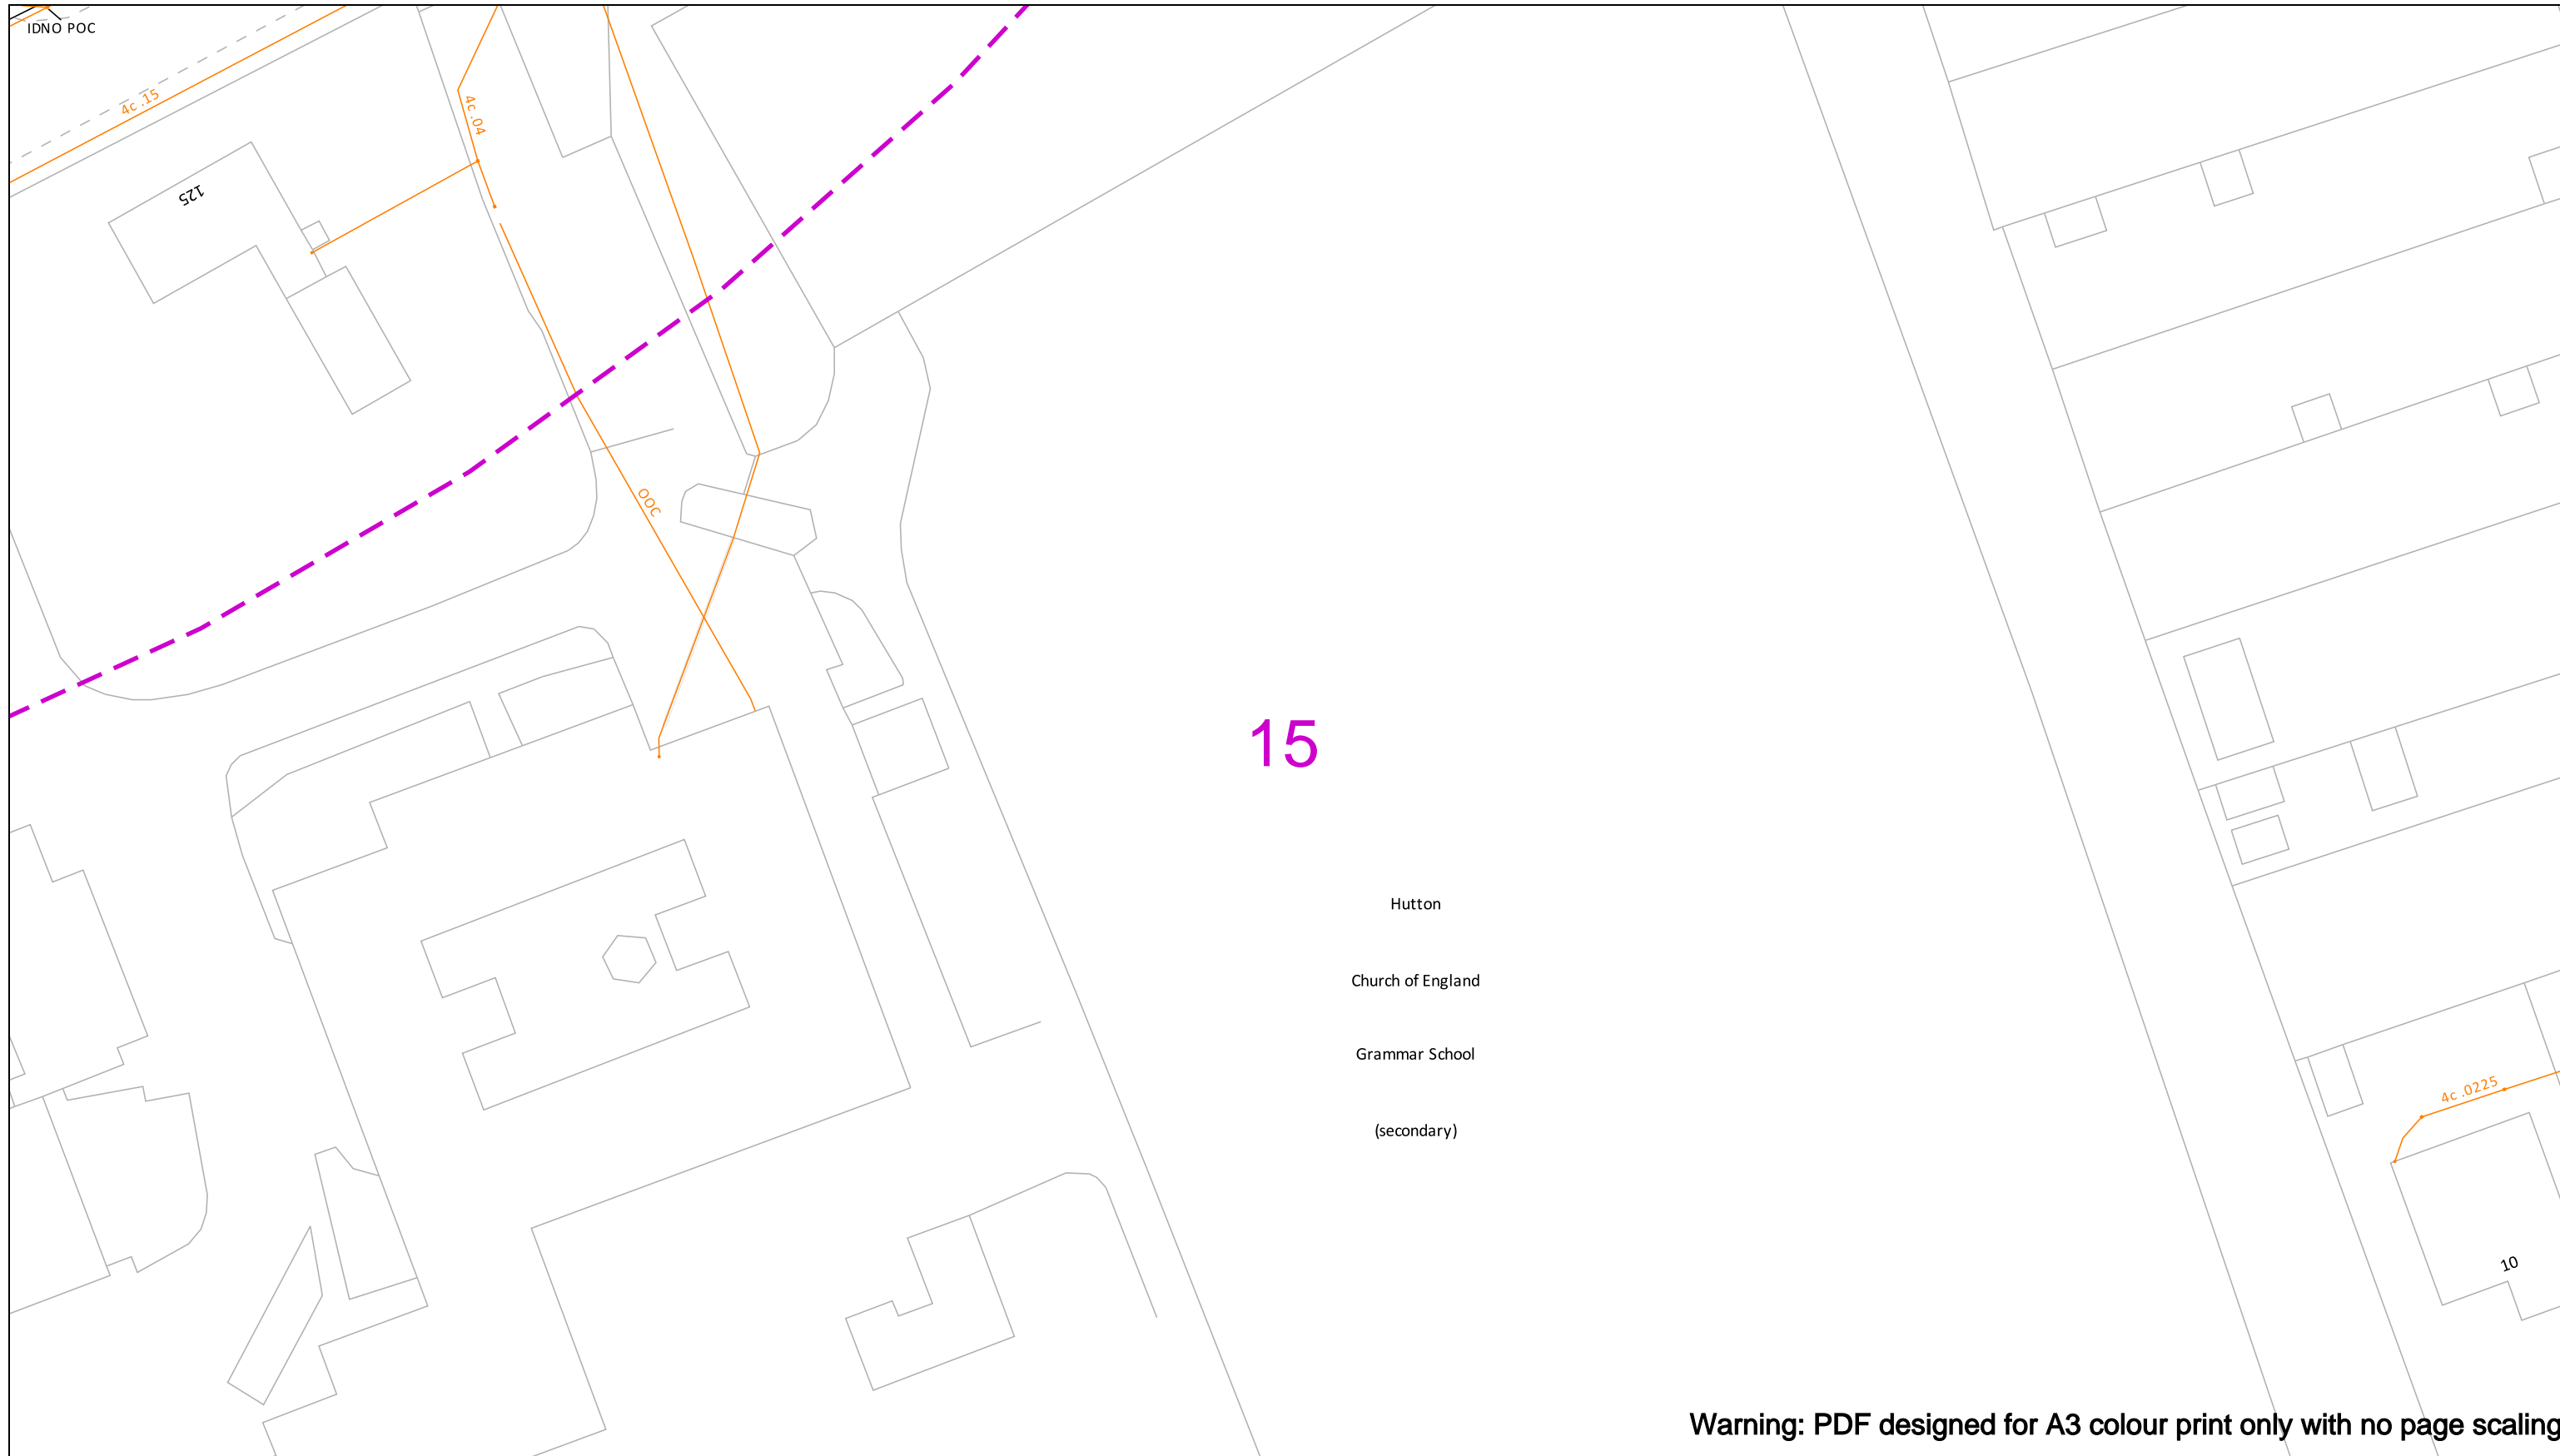 IDNO POC
4c .15
4c .04
125
OOC
15
Hutton
Church of England
Grammar School
(secondary)
4c .0225
10
Warning: PDF designed for A3 colour print only with no page scaling